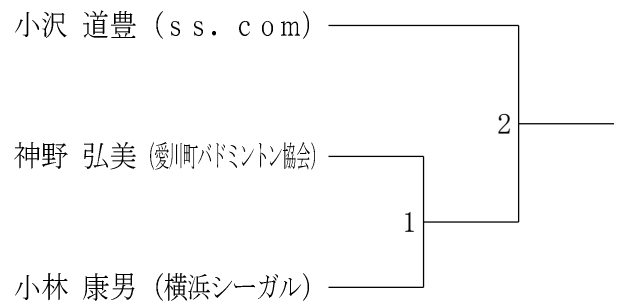 小沢 道豊 (ｓｓ．ｃｏｍ)
2
神野 弘美 (愛川町バドミントン協会)
1
小林 康男 (横浜シーガル)